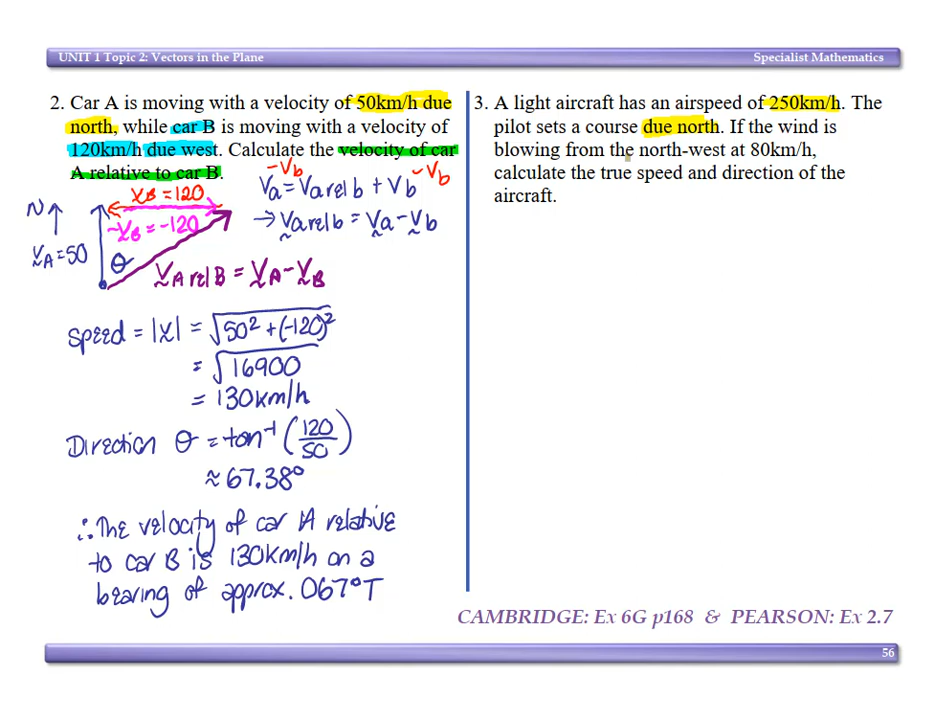 UNIT 1 Topic 2: Vectors in the Plane
Specialist Mathematics
2. Car A is moving with a velocity of 50km/h due
north, while car B is moving with a velocity of
120km/h due west. Calculate the velocity of car
A relative to car B.
-Vb
-Vb
Va = Va rel b + Vb
→ Va rel b = Va - Vb
N ↑
VB = 120
-VB = -120
VA = 50
θ
VA rel B = VA - VB
Speed = |V| = √50² + (-120)²
= √16900
= 130km/h
Direction θ = tan⁻¹ (120/50)
≈ 67.38°
∴ The velocity of car A relative
to car B is 130km/h on a
bearing of approx. 067°T
3. A light aircraft has an airspeed of 250km/h. The
pilot sets a course due north. If the wind is
blowing from the north-west at 80km/h,
calculate the true speed and direction of the
aircraft.
CAMBRIDGE: Ex 6G p168 & PEARSON: Ex 2.7
56